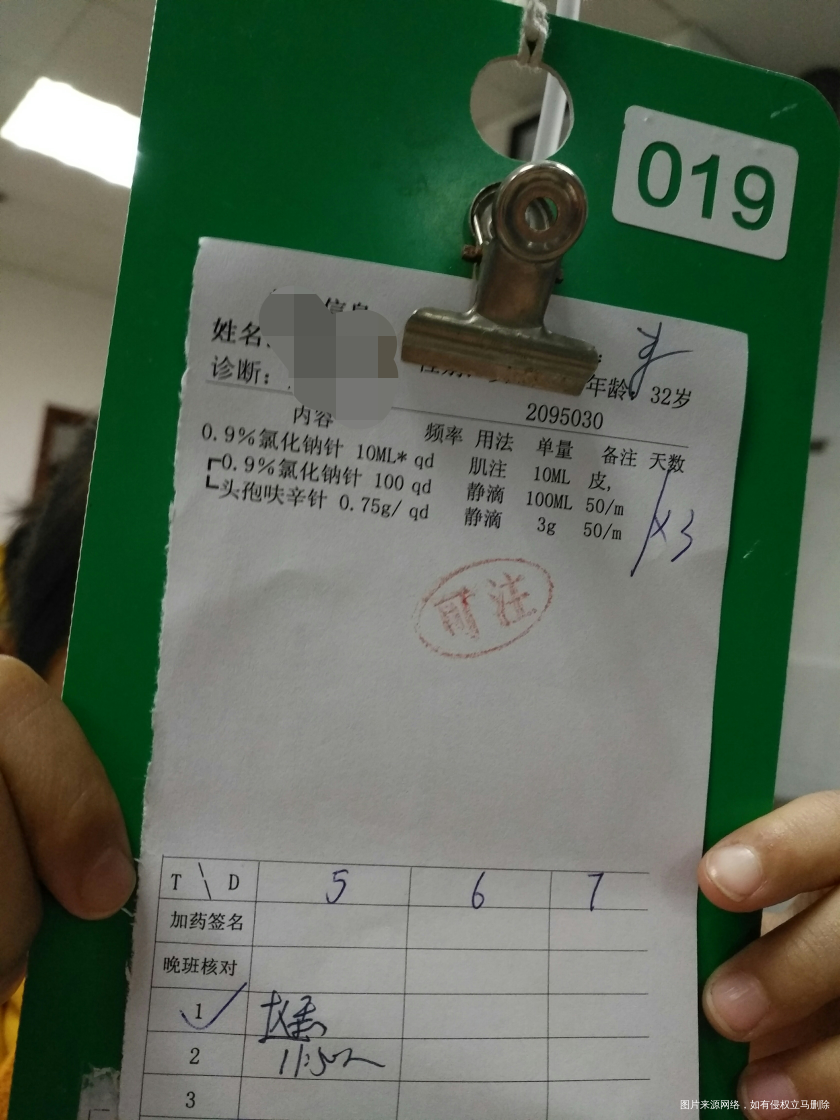 019
姓名:
年龄: 32岁
诊断:
2095030
内容 频率 用法 单量 备注 天数
0.9%氯化钠针 10ML* qd 肌注 10ML 皮,
0.9%氯化钠针 100 qd 静滴 100ML 50/m
头孢呋辛针 0.75g/ qd 静滴 3g 50/m
x3
可注
T \ D 5 6 7
加药签名
晚班核对
1
2
3
图片来源网络，如有侵权立马删除